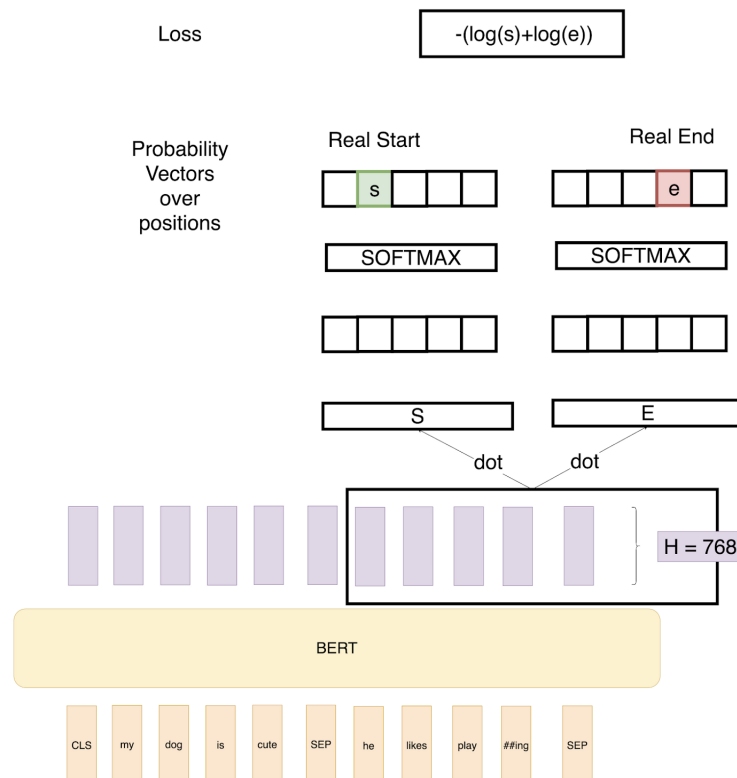 Loss
-(log(s)+log(e))
Real Start
Real End
Probability
Vectors
over
positions
s
e
SOFTMAX
SOFTMAX
S
E
dot
dot
H = 768
BERT
CLS
my
dog
is
cute
SEP
he
likes
play
##ing
SEP